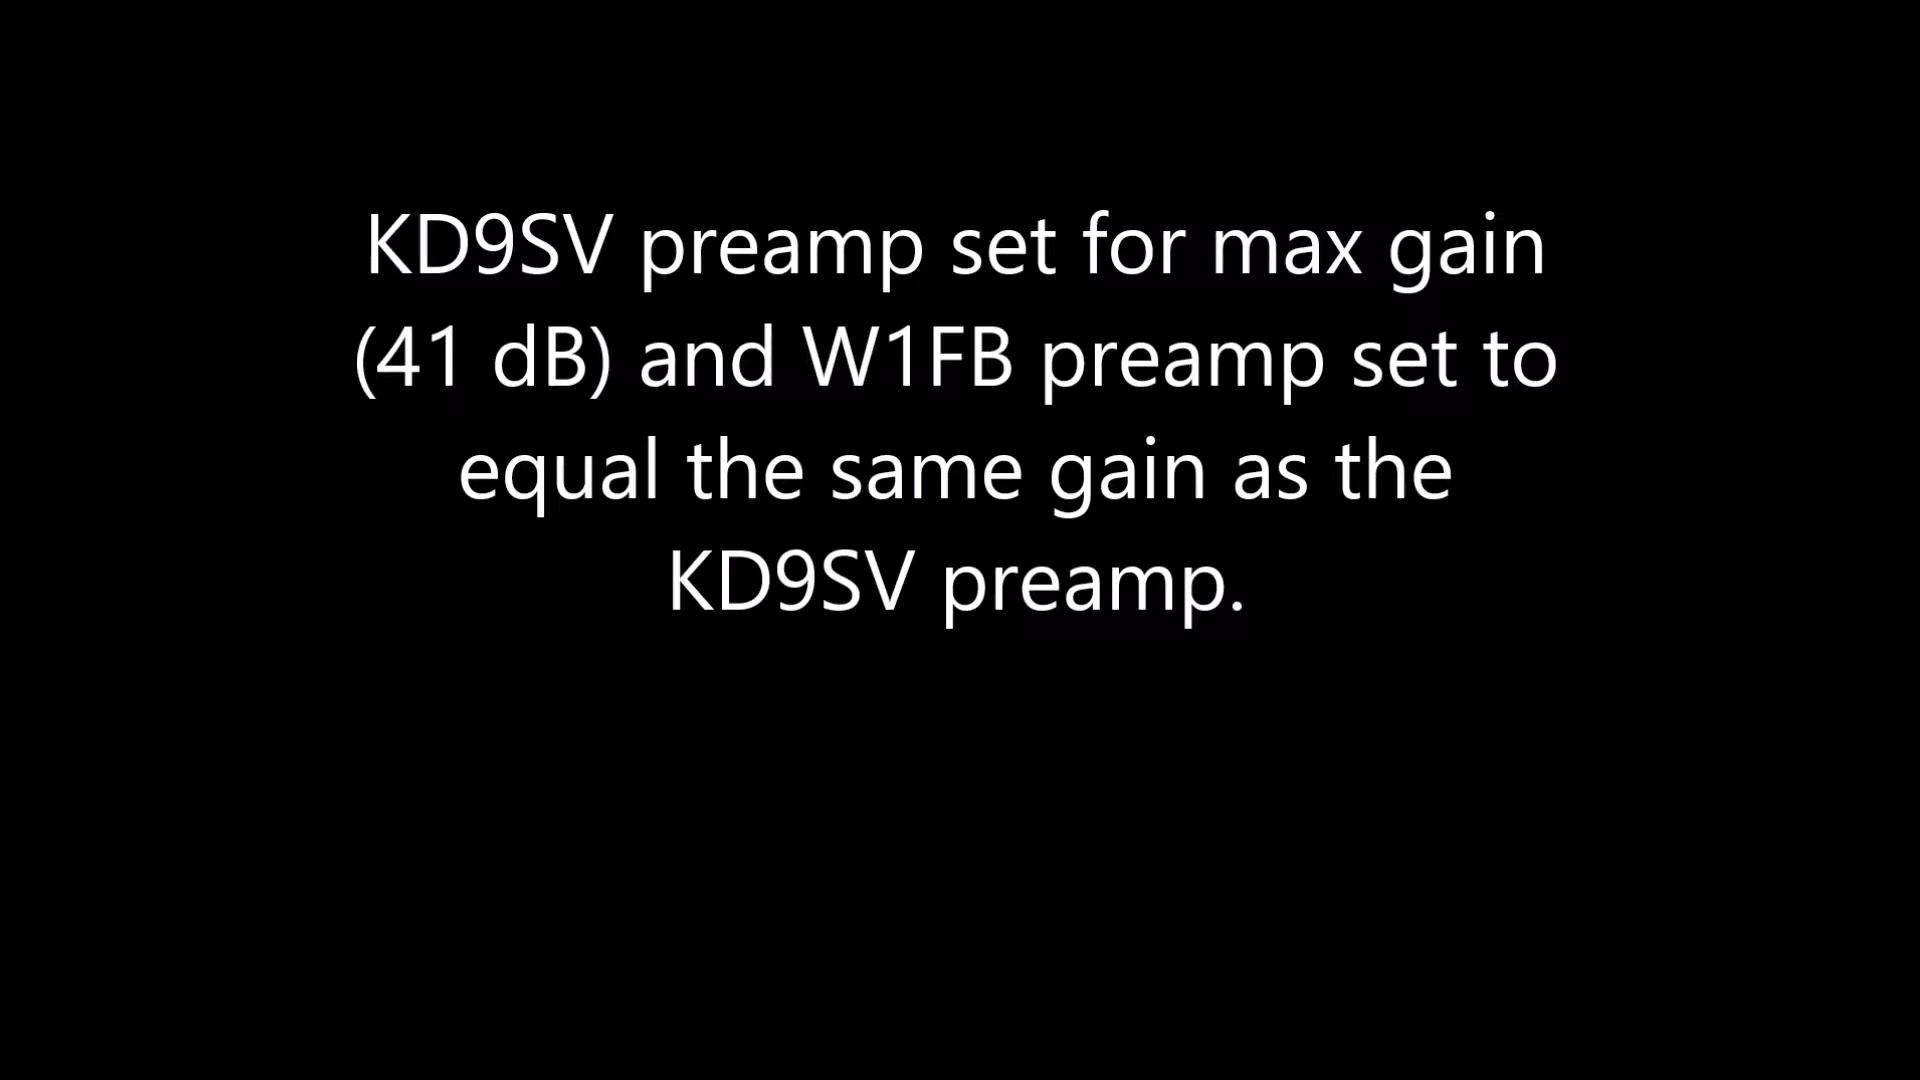 KD9SV preamp set for max gain
(41 dB) and W1FB preamp set to
equal the same gain as the
KD9SV preamp.